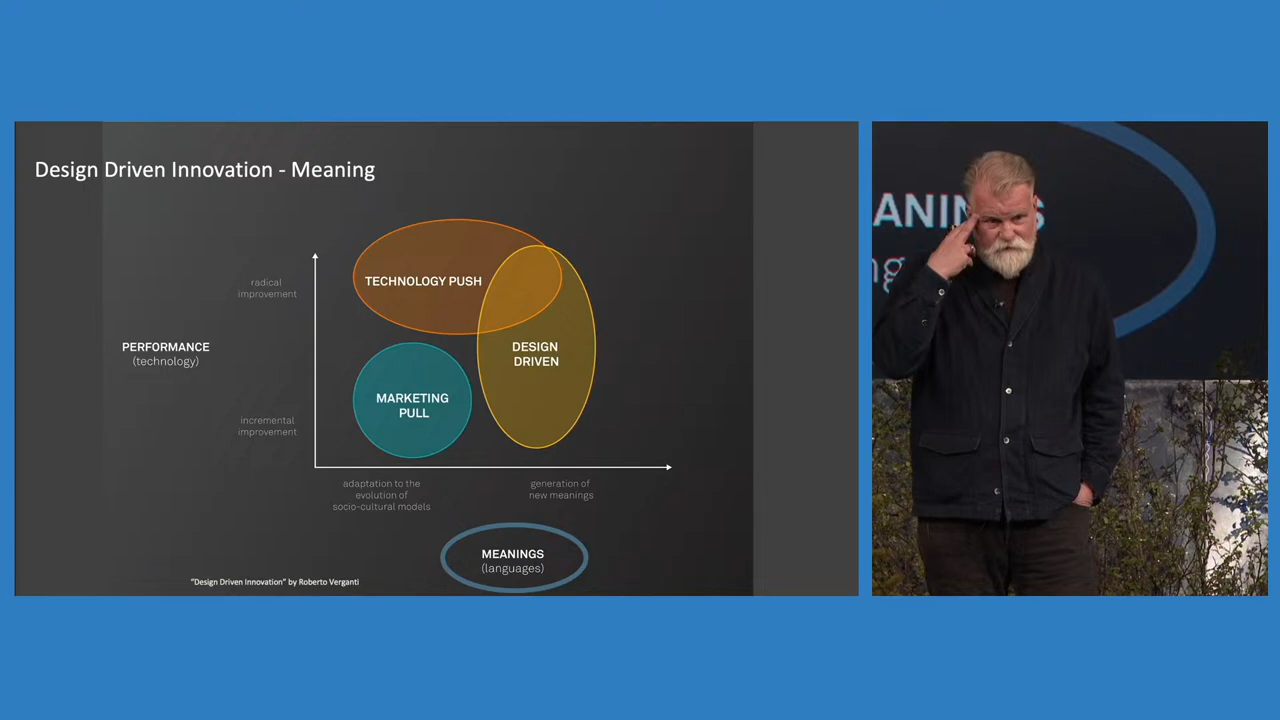 Design Driven Innovation - Meaning
TECHNOLOGY PUSH
radical
improvement
PERFORMANCE
(technology)
DESIGN
DRIVEN
MARKETING
PULL
incremental
improvement
adaptation to the
evolution of
socio-cultural models
generation of
new meanings
MEANINGS
(languages)
"Design Driven Innovation" by Roberto Verganti